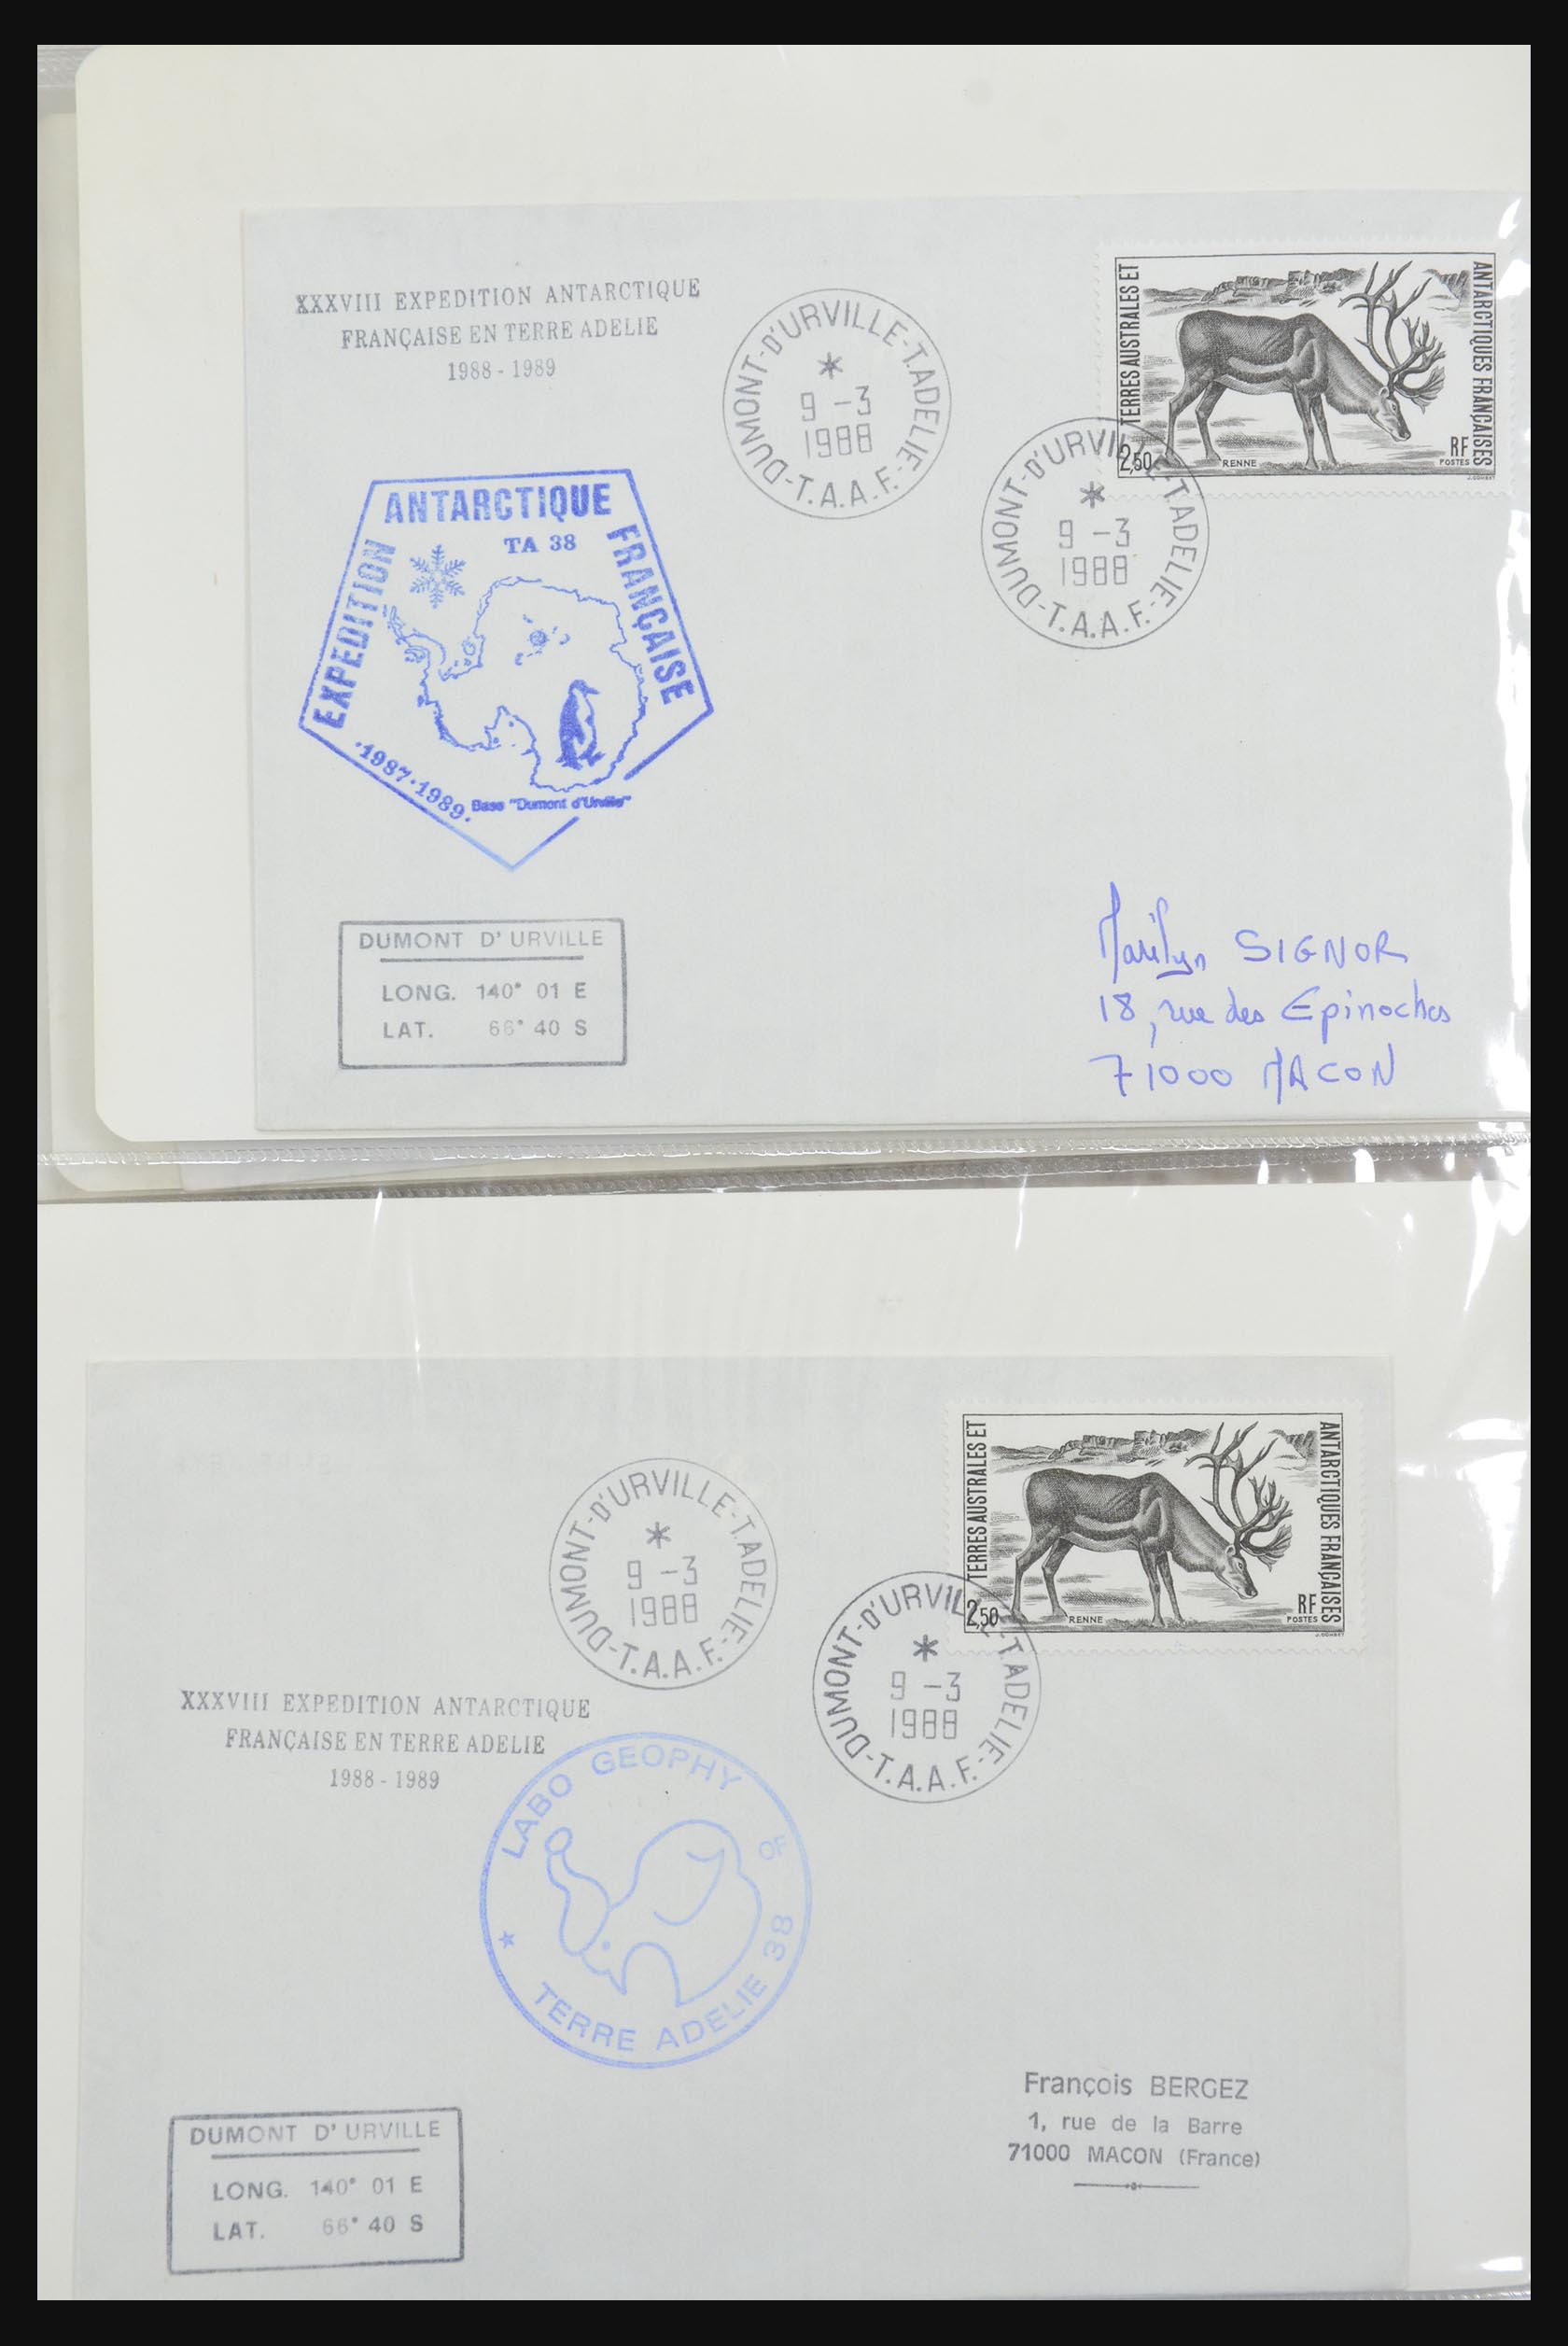 XXXVIII EXPEDITION ANTARCTIQUE
FRANÇAISE EN TERRE ADELIE
1988 - 1989
DUMONT-D'URVILLE-T.ADELIE
*
9 -3
1988
-T.A.A.F.-
TERRES AUSTRALES ET
ANTARCTIQUES FRANÇAISES
2,50
RENNE
RF
POSTES
J.GOMBET
DUMONT-D'URVILLE-T.ADELIE
*
9 -3
1988
-T.A.A.F.-
EXPEDITION
ANTARCTIQUE
FRANÇAISE
TA 38
·1987·1989·
Base "Dumont d'Urville"
DUMONT D'URVILLE
LONG. 140° 01 E
LAT. 66° 40 S
Marilyn SIGNOR
18, rue des Epinoches
71000 MACON
DUMONT-D'URVILLE-T.ADELIE
*
9 -3
1988
-T.A.A.F.-
TERRES AUSTRALES ET
ANTARCTIQUES FRANÇAISES
2,50
RENNE
RF
POSTES
J.GOMBET
DUMONT-D'URVILLE-T.ADELIE
*
9 -3
1988
-T.A.A.F.-
XXXVIII EXPEDITION ANTARCTIQUE
FRANÇAISE EN TERRE ADELIE
1988 - 1989
LABO GEOPHY
OF
TERRE ADELIE 38
DUMONT D'URVILLE
LONG. 140° 01 E
LAT. 66° 40 S
François BERGEZ
1, rue de la Barre
71000 MACON (France)